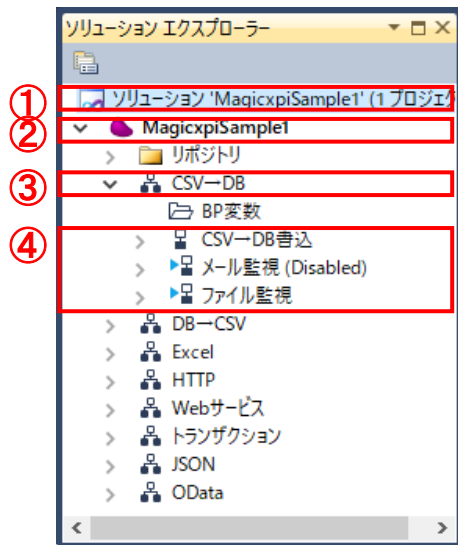 ソリューション エクスプローラー
① ソリューション 'MagicxpiSample1' (1 プロジェク
② MagicxpiSample1
リポジトリ
③ CSV→DB
BP変数
④ CSV→DB書込
メール監視 (Disabled)
ファイル監視
DB→CSV
Excel
HTTP
Webサービス
トランザクション
JSON
OData